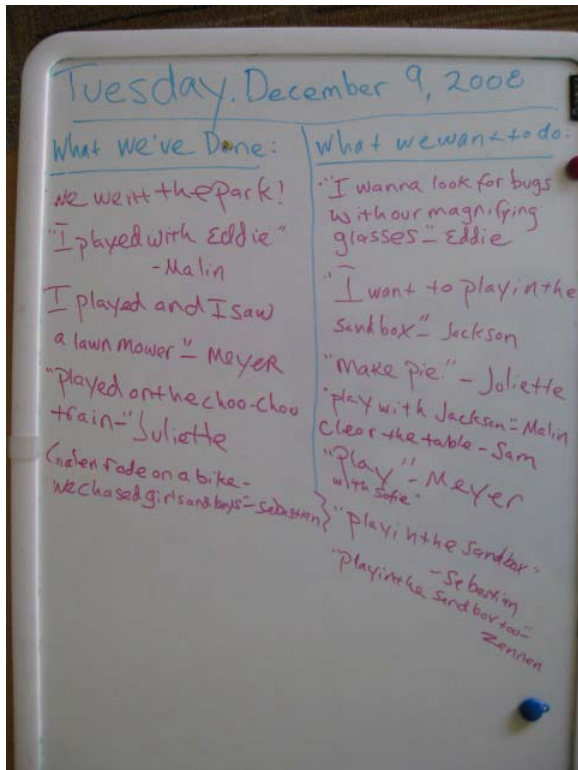 Tuesday, December 9, 2008
What We've Done:
We went the park!
"I played with Eddie"
-Malin
I played and I saw
a lawn mower" - MEYER
"played on the choo-choo
train-" Juliette
rode on a bike-
we chased girls and boys" - Sebastian
What we want to do:
"I wanna look for bugs
with our magnifging
glasses" - Eddie
"I want to play in the
sandbox" - Jackson
"make pie." - Joliette
"play with Jackson" - Malin
Clear the table - Sam
"Play" - Meyer
with Sofie"
"play in the sandbox"
- Sebastian
"play in the sandbox too"-
Zennen